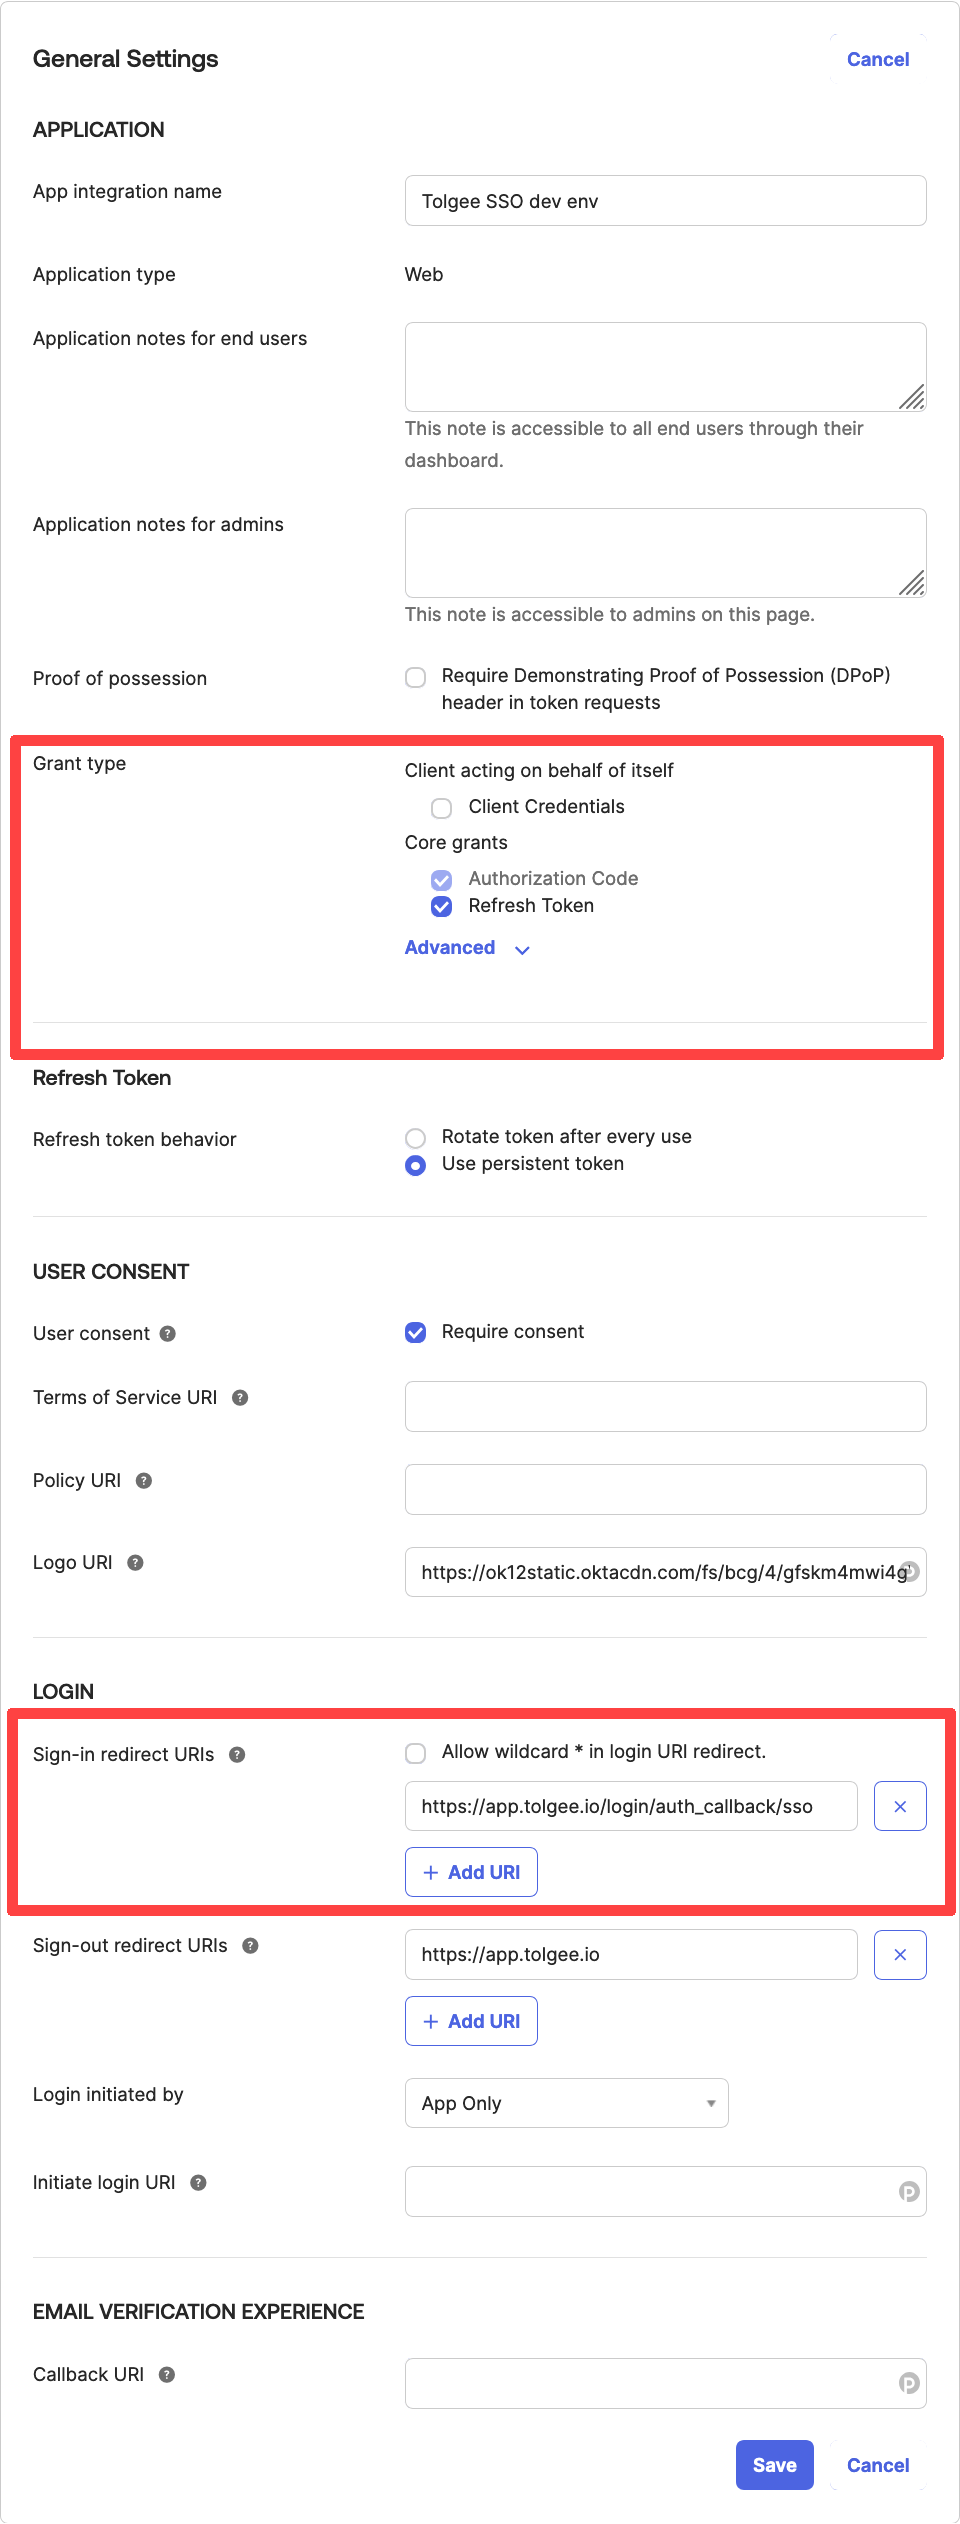 General Settings
Cancel
APPLICATION
App integration name
Tolgee SSO dev env
Application type
Web
Application notes for end users
This note is accessible to all end users through their
dashboard.
Application notes for admins
This note is accessible to admins on this page.
Proof of possession
Require Demonstrating Proof of Possession (DPoP)
header in token requests
Grant type
Client acting on behalf of itself
Client Credentials
Core grants
Authorization Code
Refresh Token
Advanced
Refresh Token
Refresh token behavior
Rotate token after every use
Use persistent token
USER CONSENT
User consent
Require consent
Terms of Service URI
Policy URI
Logo URI
https://ok12static.oktacdn.com/fs/bcg/4/gfskm4mwi4g
LOGIN
Sign-in redirect URIs
Allow wildcard * in login URI redirect.
https://app.tolgee.io/login/auth_callback/sso
+ Add URI
Sign-out redirect URIs
https://app.tolgee.io
+ Add URI
Login initiated by
App Only
Initiate login URI
EMAIL VERIFICATION EXPERIENCE
Callback URI
Save
Cancel